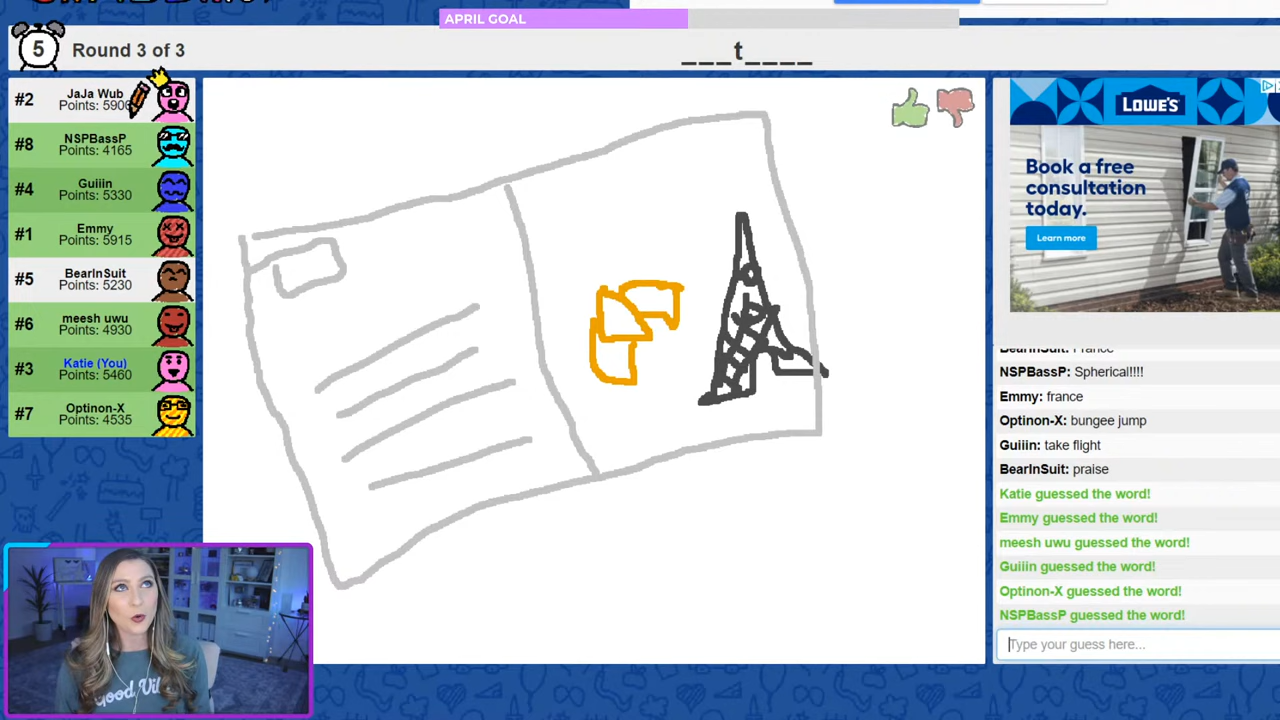 APRIL GOAL
5
Round 3 of 3
___t____
#2
JaJa Wub
#8
NSPBassP
Points: 4165
#4
Guiiin
Points: 5330
#1
Emmy
Points: 5915
#5
BearInSuit
Points: 5230
#6
meesh uwu
Points: 4930
#3
Katie (You)
Points: 5460
#7
Optinon-X
Points: 4535
LOWE'S
Book a free
consultation
today.
Learn more
BearInSuit: France
NSPBassP: Spherical!!!!
Emmy: france
Optinon-X: bungee jump
Guiiin: take flight
BearInSuit: praise
Katie guessed the word!
Emmy guessed the word!
meesh uwu guessed the word!
Guiiin guessed the word!
Optinon-X guessed the word!
NSPBassP guessed the word!
Type your guess here...